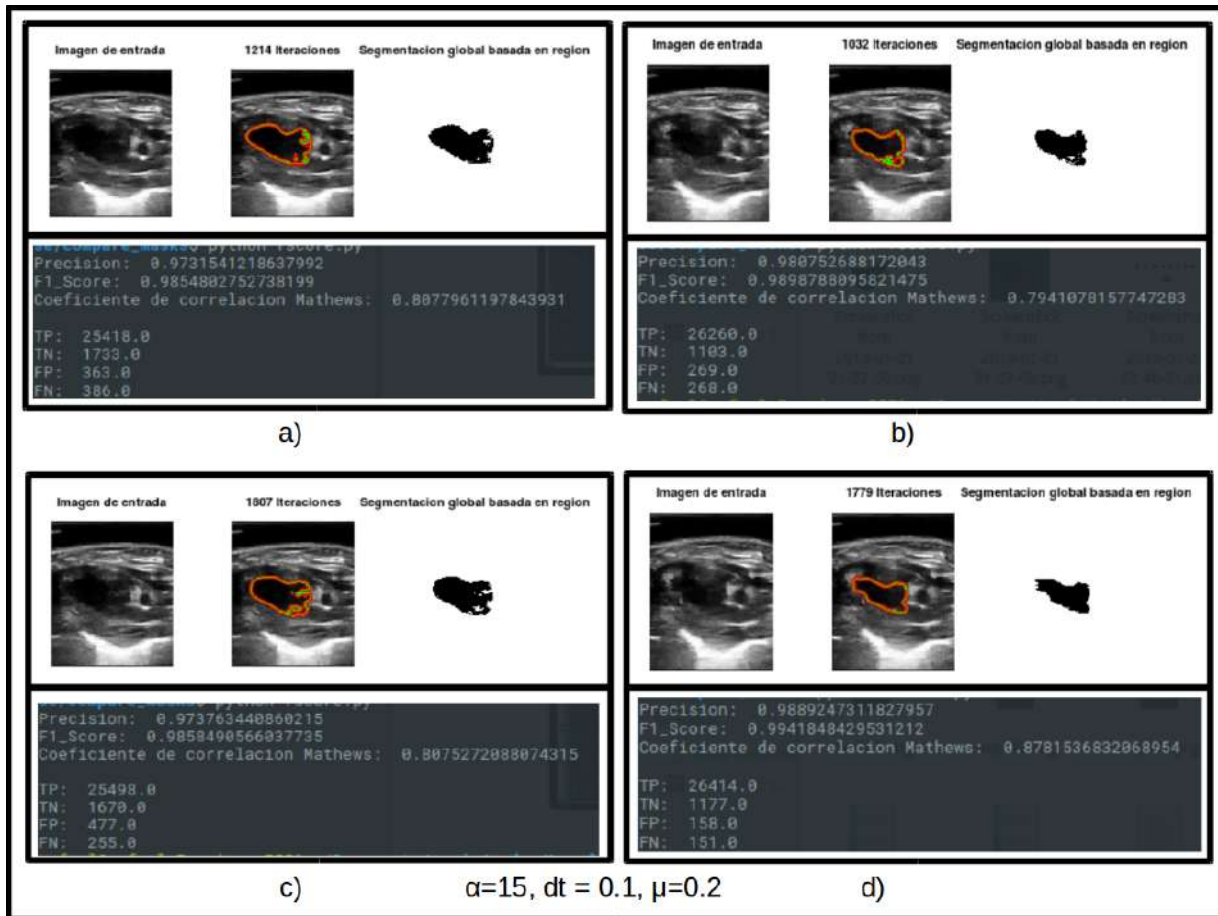 Imagen de entrada 1214 Iteraciones Segmentacion global basada en region
Precision: 0.9731541218637992
F1_Score: 0.9854802752738199
Coeficiente de correlacion Mathews: 0.8077961197843931
TP: 25418.0
TN: 1733.0
FP: 363.0
FN: 386.0
a)
Imagen de entrada 1032 Iteraciones Segmentacion global basada en region
Precision: 0.980752688172043
F1_Score: 0.9898788095821475
Coeficiente de correlacion Mathews: 0.7941078157747283
TP: 26260.0
TN: 1103.0
FP: 269.0
FN: 268.0
b)
Imagen de entrada 1807 Iteraciones Segmentacion global basada en region
Precision: 0.973763440860215
F1_Score: 0.9858490566037735
Coeficiente de correlacion Mathews: 0.8075272088074315
TP: 25498.0
TN: 1670.0
FP: 477.0
FN: 255.0
c)
Imagen de entrada 1779 Iteraciones Segmentacion global basada en region
Precision: 0.9889247311827957
F1_Score: 0.9941848429531212
Coeficiente de correlacion Mathews: 0.8781536832068954
TP: 26414.0
TN: 1177.0
FP: 158.0
FN: 151.0
d)
α=15, dt = 0.1, μ=0.2